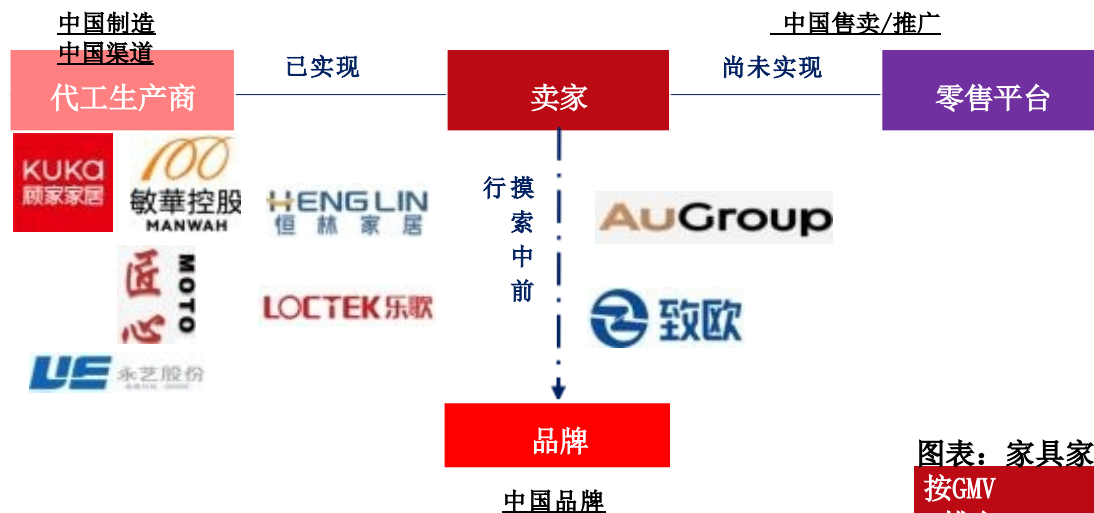 中国制造
中国渠道
中国售卖/推广
代工生产商
已实现
卖家
尚未实现
零售平台
KUKa
顾家家居
敏華控股
MANWAH
HENGLIN
恒林家居
行摸索中前
AuGroup
匠心
MOTO
LOCTEK乐歌
致欧
UE
永艺股份
品牌
中国品牌
图表：家具家
按GMV